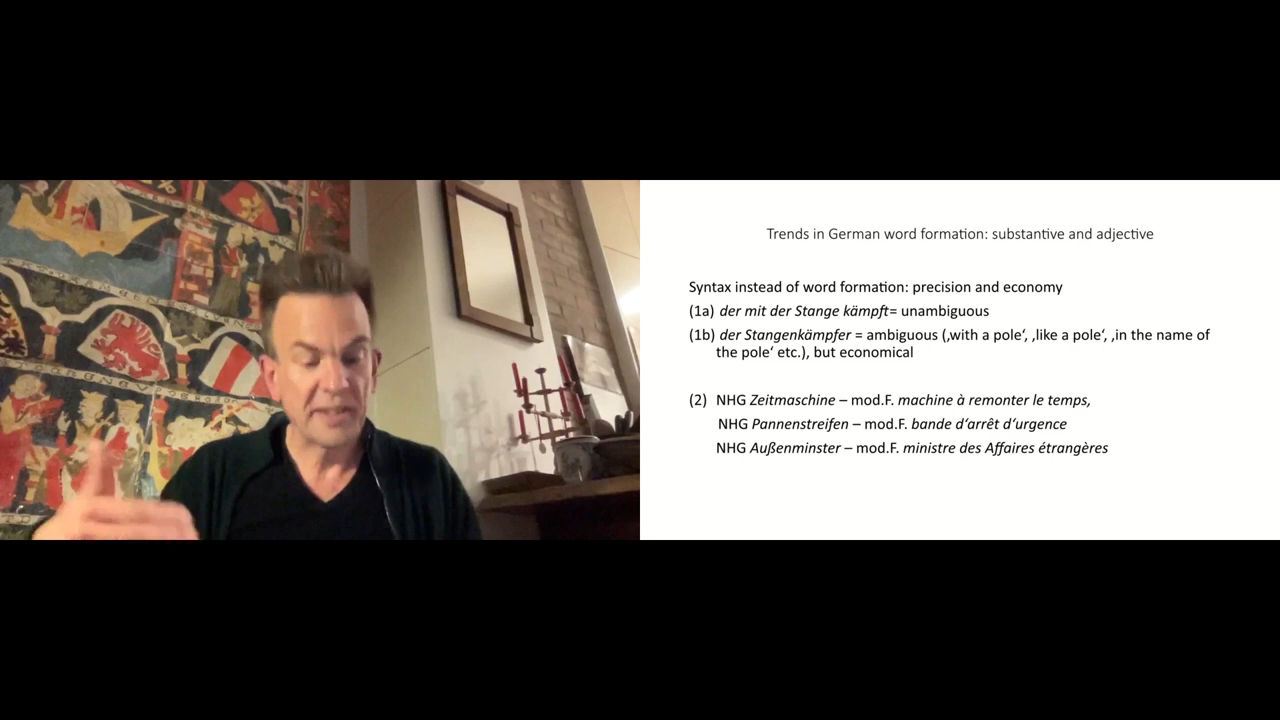 Trends in German word formation: substantive and adjective
Syntax instead of word formation: precision and economy
(1a) der mit der Stange kämpft= unambiguous
(1b) der Stangenkämpfer = ambiguous (‚with a pole‘, ‚like a pole‘, ‚in the name of
the pole‘ etc.), but economical
(2) NHG Zeitmaschine – mod.F. machine à remonter le temps,
NHG Pannenstreifen – mod.F. bande d‘arrêt d‘urgence
NHG Außenminster – mod.F. ministre des Affaires étrangères